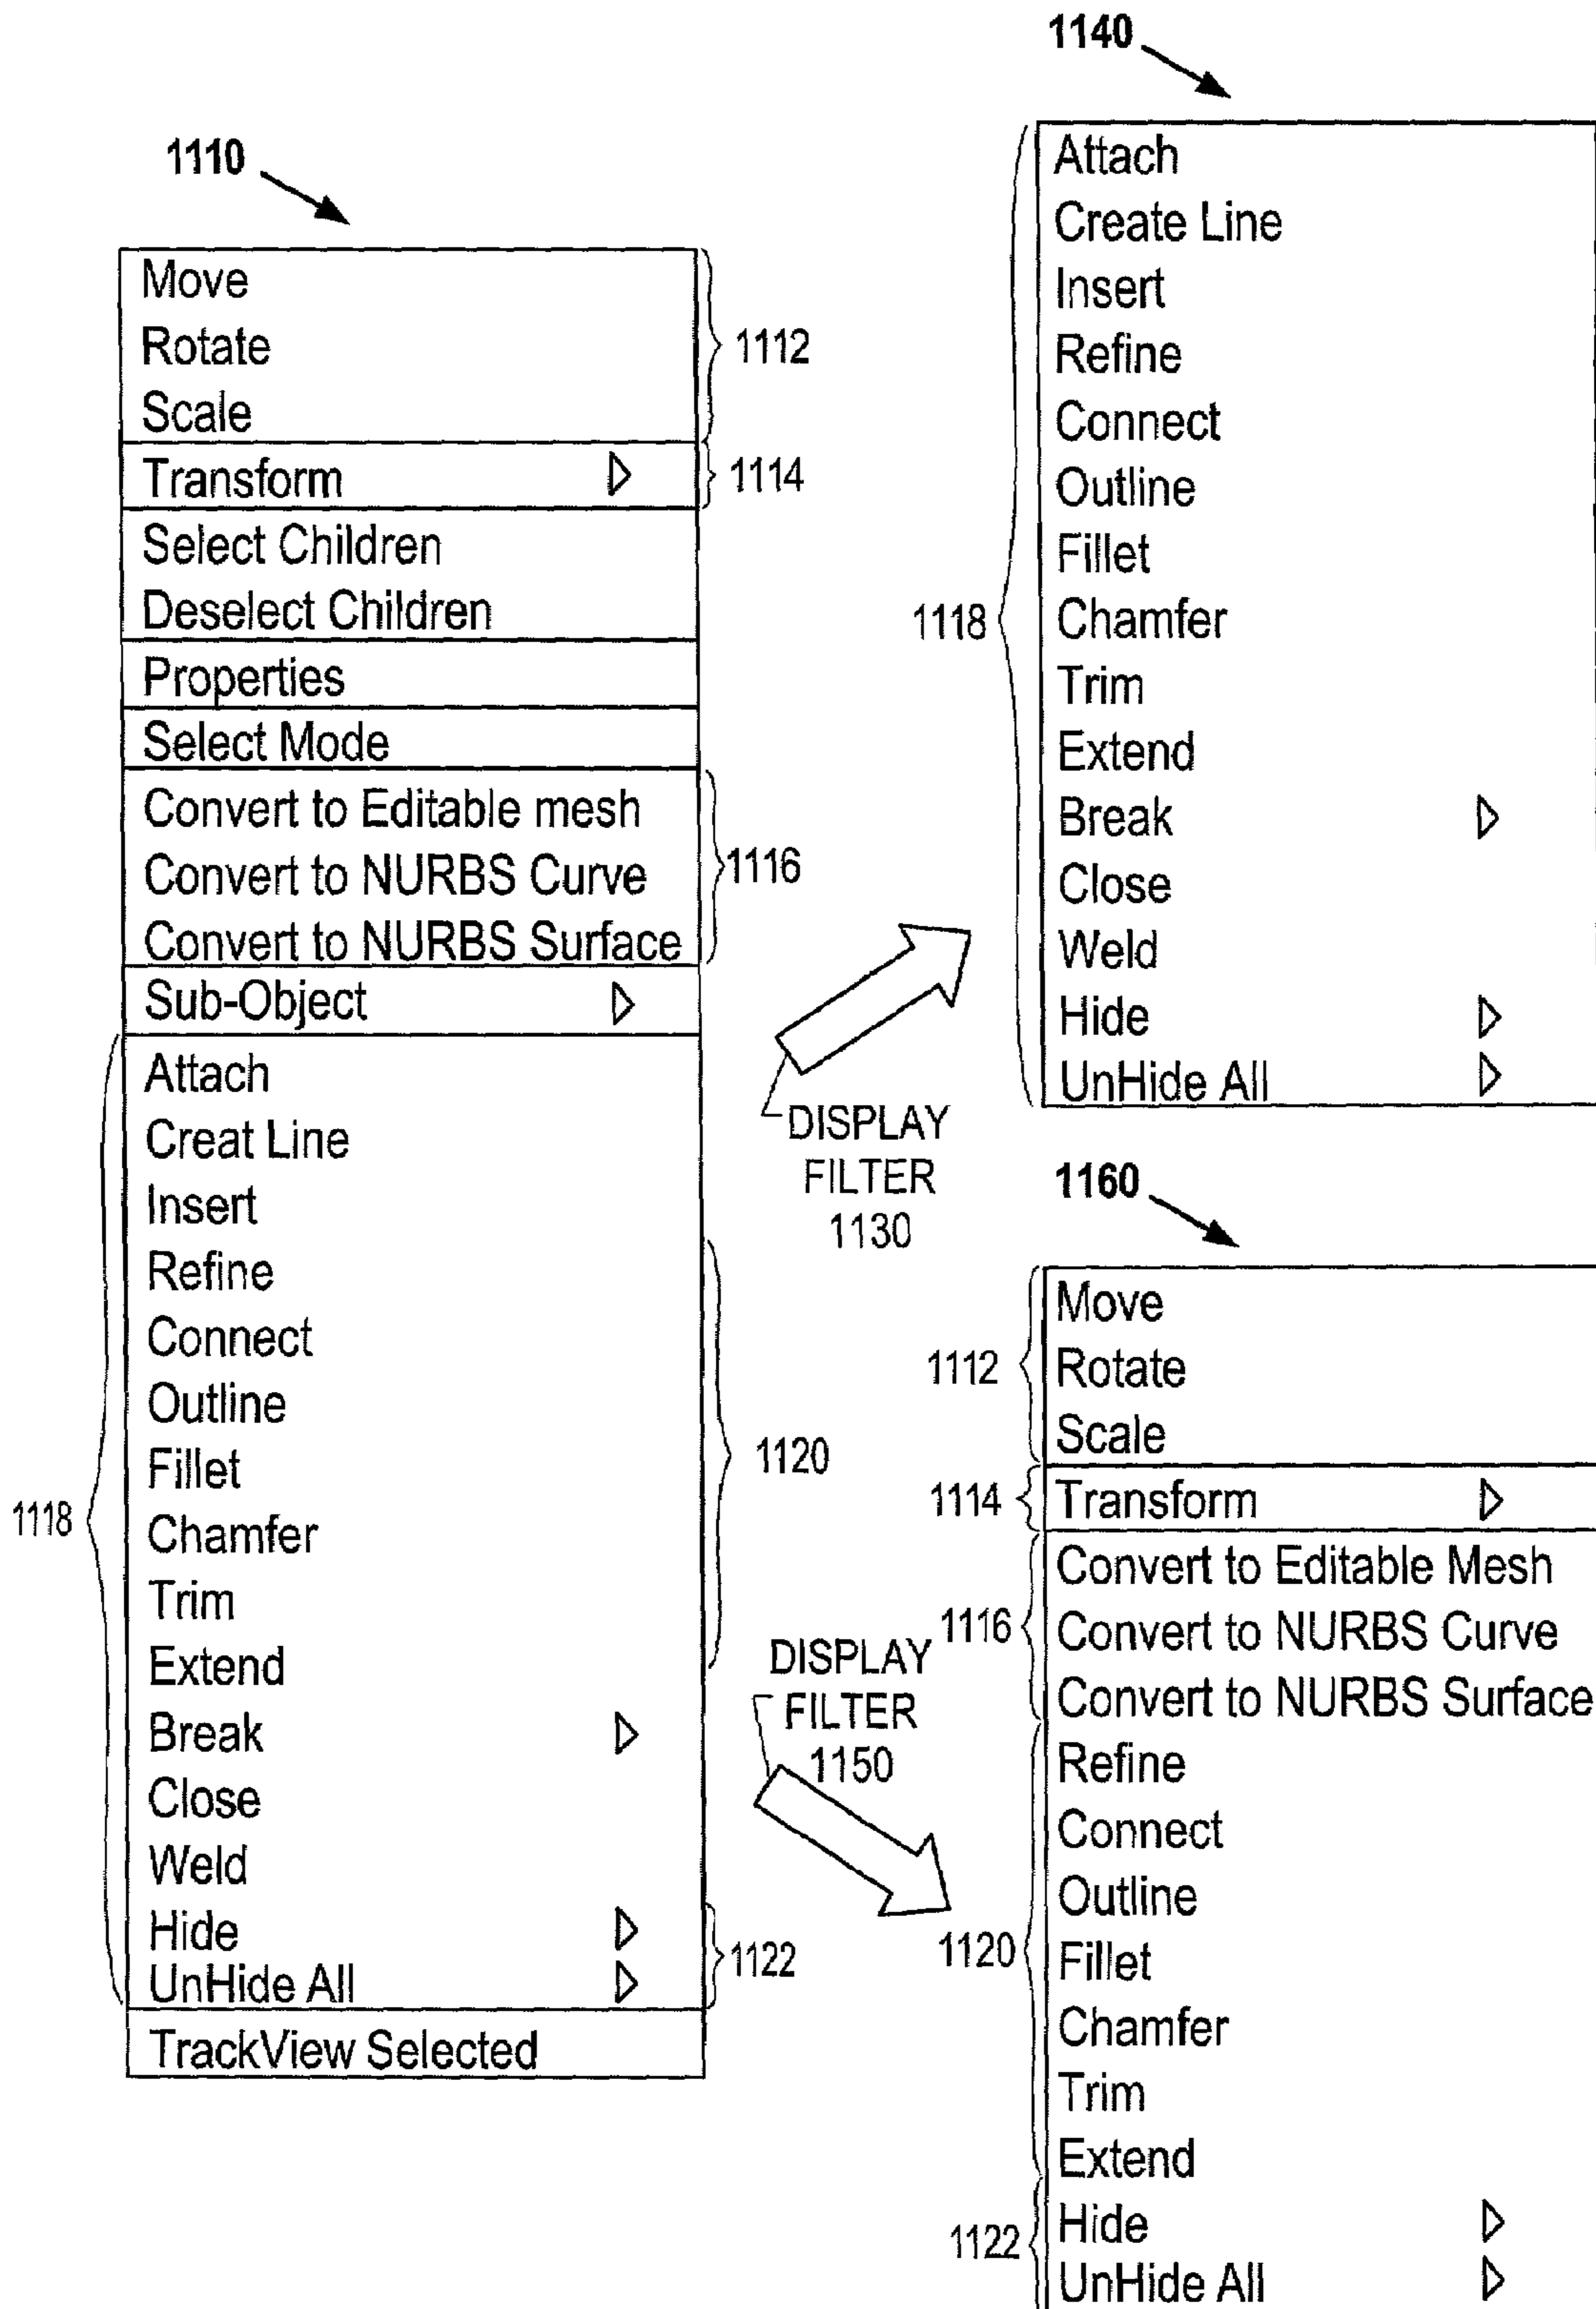 1110
Move
Rotate
Scale
1112
Transform
1114
Select Children
Deselect Children
Properties
Select Mode
Convert to Editable mesh
Convert to NURBS Curve
Convert to NURBS Surface
1116
Sub-Object
1118
Attach
Creat Line
Insert
Refine
Connect
Outline
Fillet
Chamfer
Trim
Extend
1120
Break
Close
Weld
Hide
UnHide All
1122
TrackView Selected
DISPLAY
FILTER
1130
1140
1118
Attach
Create Line
Insert
Refine
Connect
Outline
Fillet
Chamfer
Trim
Extend
Break
Close
Weld
Hide
UnHide All
DISPLAY
FILTER
1150
1160
1112
Move
Rotate
Scale
1114
Transform
1116
Convert to Editable Mesh
Convert to NURBS Curve
Convert to NURBS Surface
1120
Refine
Connect
Outline
Fillet
Chamfer
Trim
Extend
1122
Hide
UnHide All